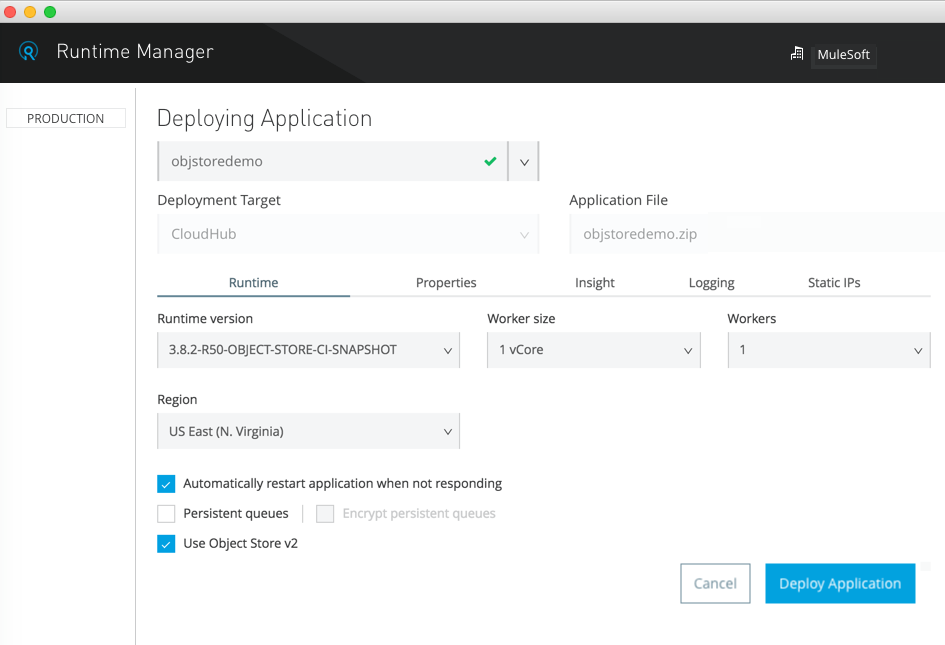 Runtime Manager
MuleSoft
PRODUCTION
Deploying Application
objstoredemo
Deployment Target
Application File
CloudHub
objstoredemo.zip
Runtime Properties Insight Logging Static IPs
Runtime version Worker size Workers
3.8.2-R50-OBJECT-STORE-CI-SNAPSHOT 1 vCore 1
Region
US East (N. Virginia)
Automatically restart application when not responding
Persistent queues Encrypt persistent queues
Use Object Store v2
Cancel Deploy Application